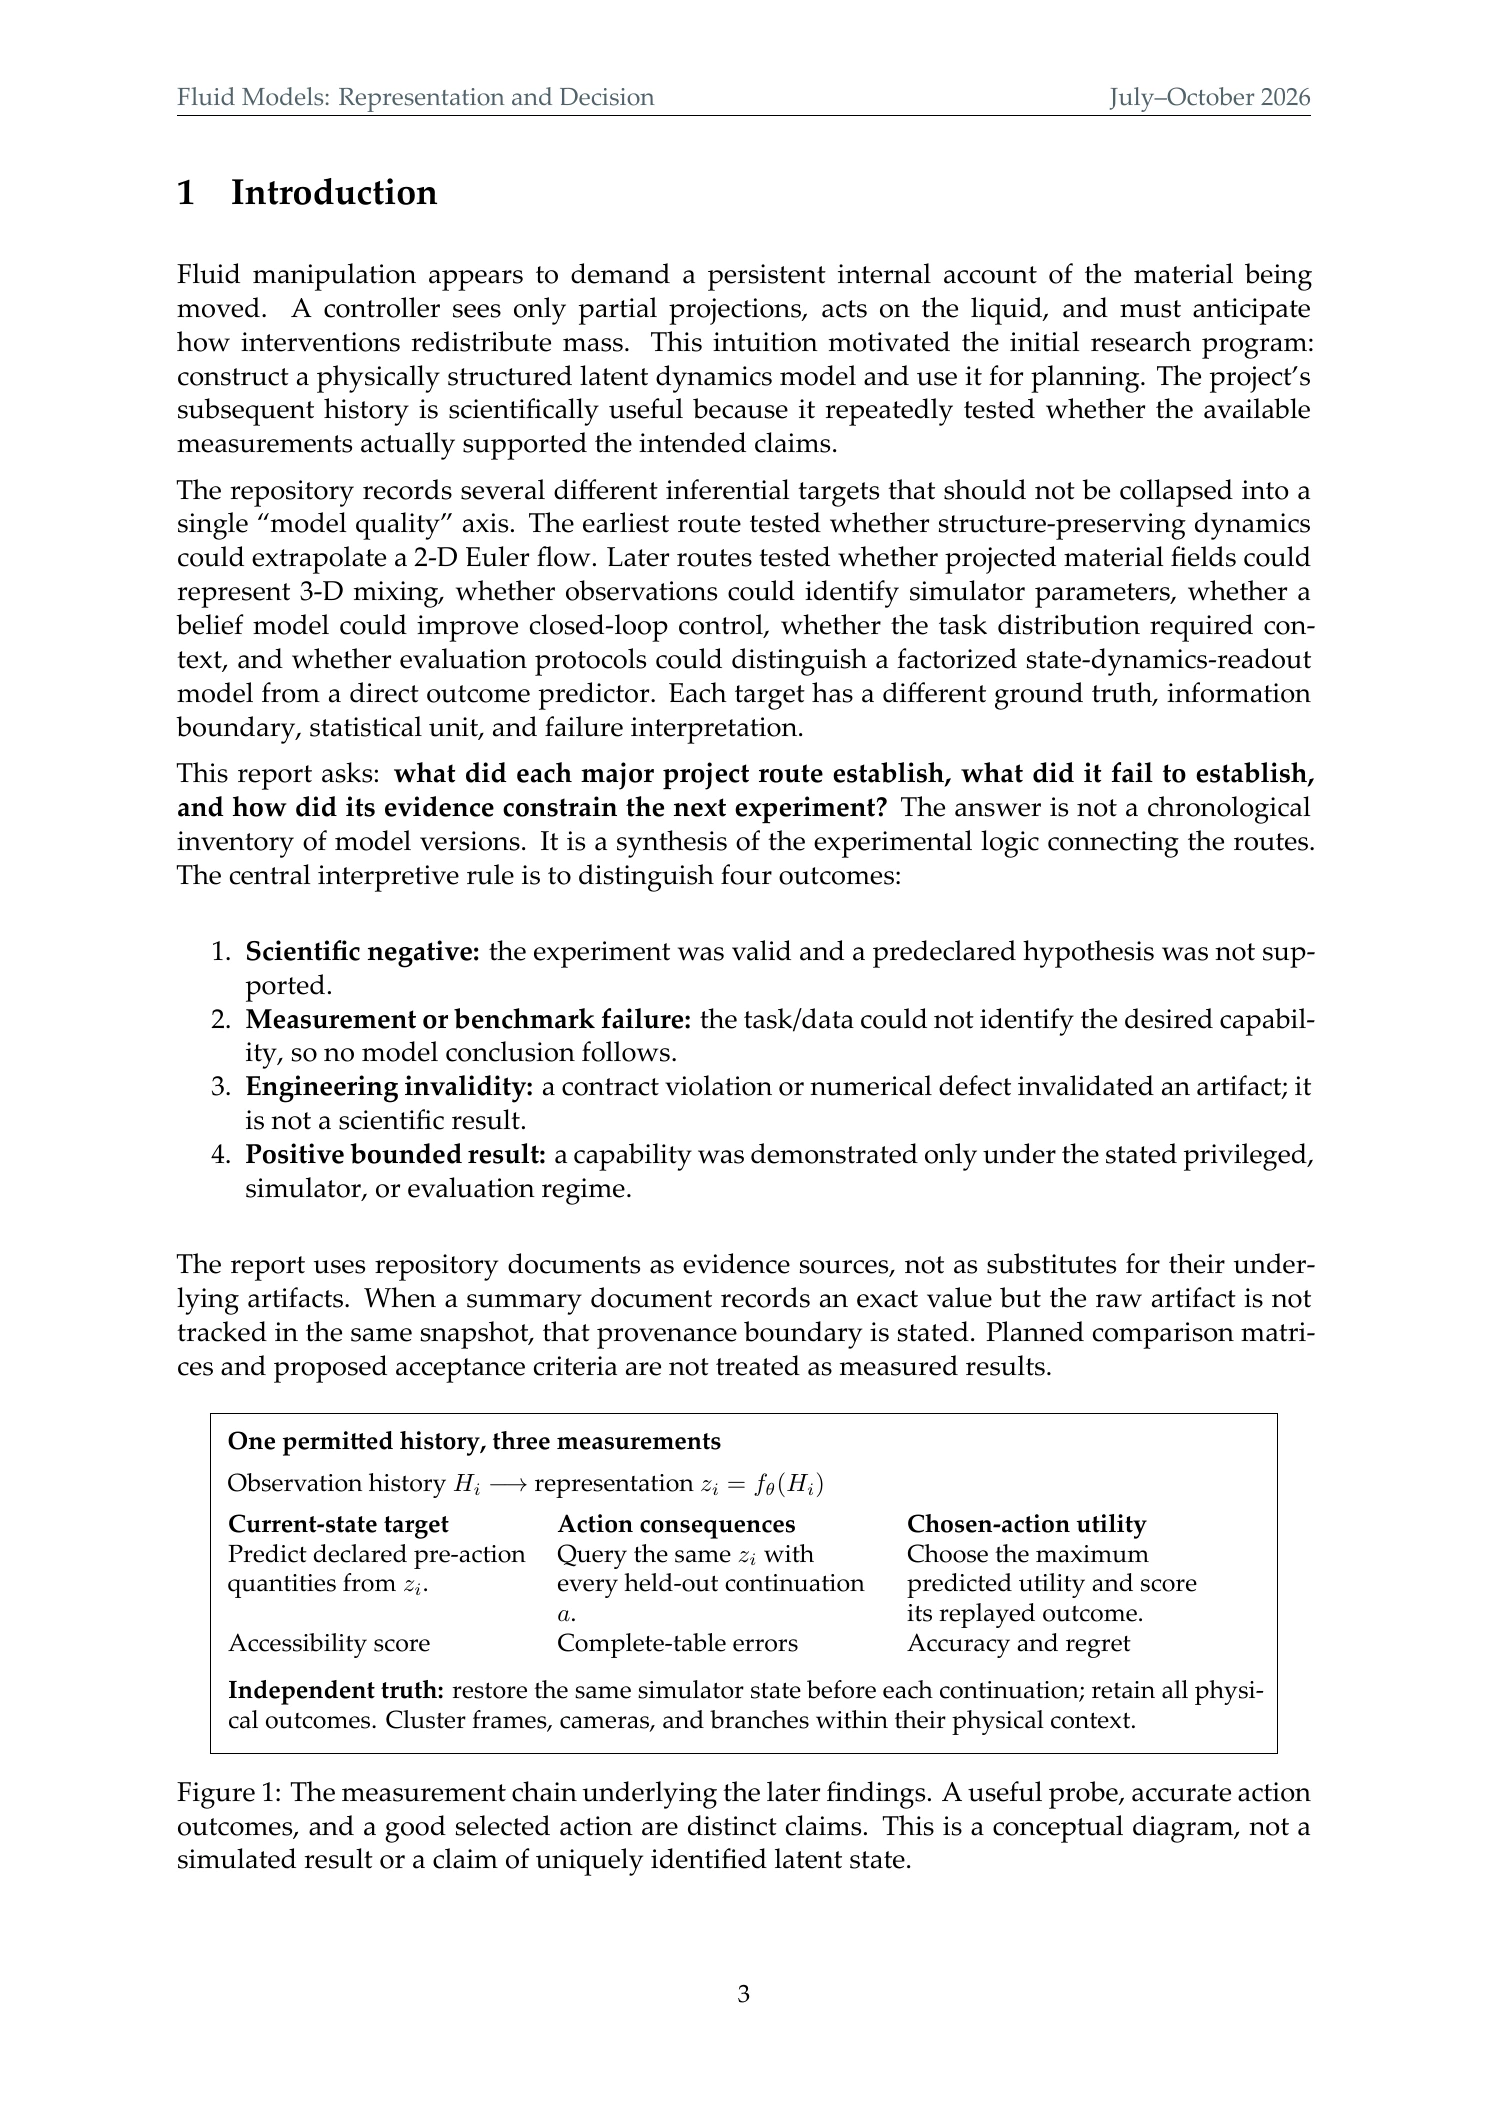 Fluid Models: Representation and Decision July–October 2026
1 Introduction
Fluid manipulation appears to demand a persistent internal account of the material being
moved. A controller sees only partial projections, acts on the liquid, and must anticipate
how interventions redistribute mass. This intuition motivated the initial research program:
construct a physically structured latent dynamics model and use it for planning. The project’s
subsequent history is scientifically useful because it repeatedly tested whether the available
measurements actually supported the intended claims.
The repository records several different inferential targets that should not be collapsed into a
single “model quality” axis. The earliest route tested whether structure-preserving dynamics
could extrapolate a 2-D Euler flow. Later routes tested whether projected material fields could
represent 3-D mixing, whether observations could identify simulator parameters, whether a
belief model could improve closed-loop control, whether the task distribution required con-
text, and whether evaluation protocols could distinguish a factorized state-dynamics-readout
model from a direct outcome predictor. Each target has a different ground truth, information
boundary, statistical unit, and failure interpretation.
This report asks: what did each major project route establish, what did it fail to establish,
and how did its evidence constrain the next experiment? The answer is not a chronological
inventory of model versions. It is a synthesis of the experimental logic connecting the routes.
The central interpretive rule is to distinguish four outcomes:
1. Scientific negative: the experiment was valid and a predeclared hypothesis was not sup-
ported.
2. Measurement or benchmark failure: the task/data could not identify the desired capabil-
ity, so no model conclusion follows.
3. Engineering invalidity: a contract violation or numerical defect invalidated an artifact; it
is not a scientific result.
4. Positive bounded result: a capability was demonstrated only under the stated privileged,
simulator, or evaluation regime.
The report uses repository documents as evidence sources, not as substitutes for their under-
lying artifacts. When a summary document records an exact value but the raw artifact is not
tracked in the same snapshot, that provenance boundary is stated. Planned comparison matri-
ces and proposed acceptance criteria are not treated as measured results.
One permitted history, three measurements
Observation history H_i ⟶ representation z_i = f_θ(H_i)
Current-state target
Predict declared pre-action
quantities from z_i.
Accessibility score
Action consequences
Query the same z_i with
every held-out continuation
a.
Complete-table errors
Chosen-action utility
Choose the maximum
predicted utility and score
its replayed outcome.
Accuracy and regret
Independent truth: restore the same simulator state before each continuation; retain all physi-
cal outcomes. Cluster frames, cameras, and branches within their physical context.
Figure 1: The measurement chain underlying the later findings. A useful probe, accurate action
outcomes, and a good selected action are distinct claims. This is a conceptual diagram, not a
simulated result or a claim of uniquely identified latent state.
3